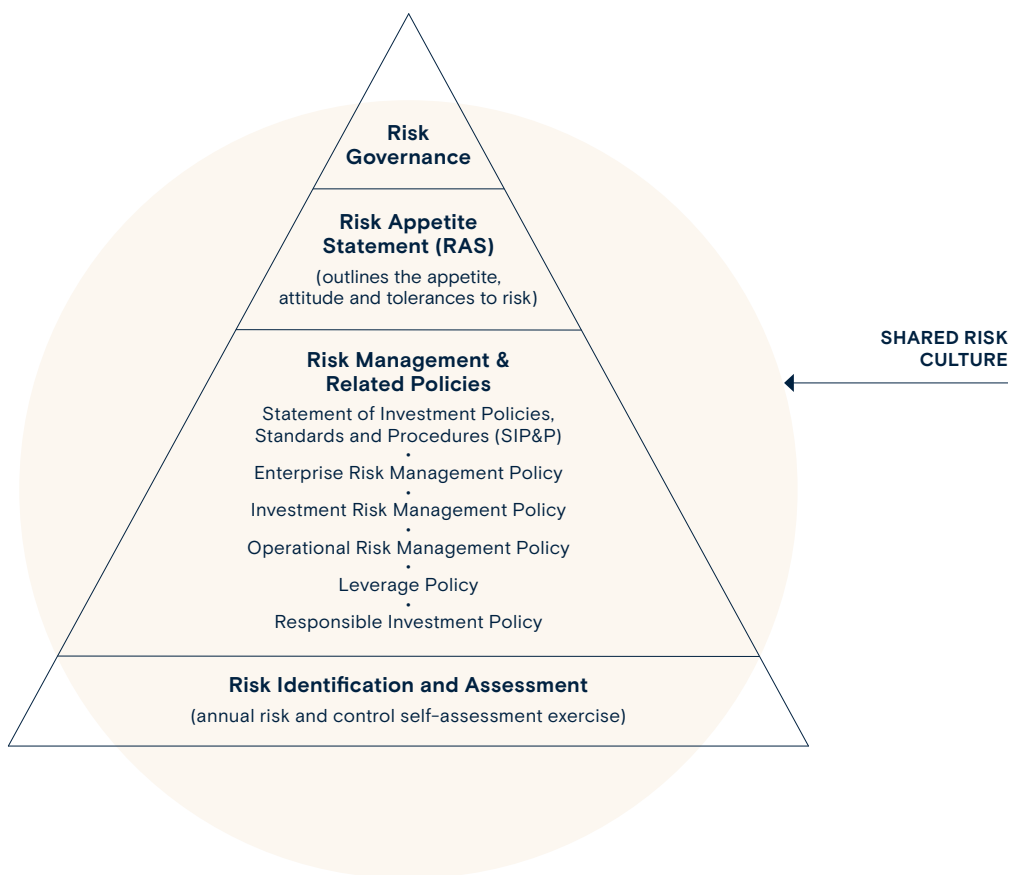 Risk
Governance
Risk Appetite
Statement (RAS)
(outlines the appetite,
attitude and tolerances to risk)
SHARED RISK
CULTURE
Risk Management &
Related Policies
Statement of Investment Policies,
Standards and Procedures (SIP&P)
•
Enterprise Risk Management Policy
•
Investment Risk Management Policy
•
Operational Risk Management Policy
•
Leverage Policy
•
Responsible Investment Policy
Risk Identification and Assessment
(annual risk and control self-assessment exercise)